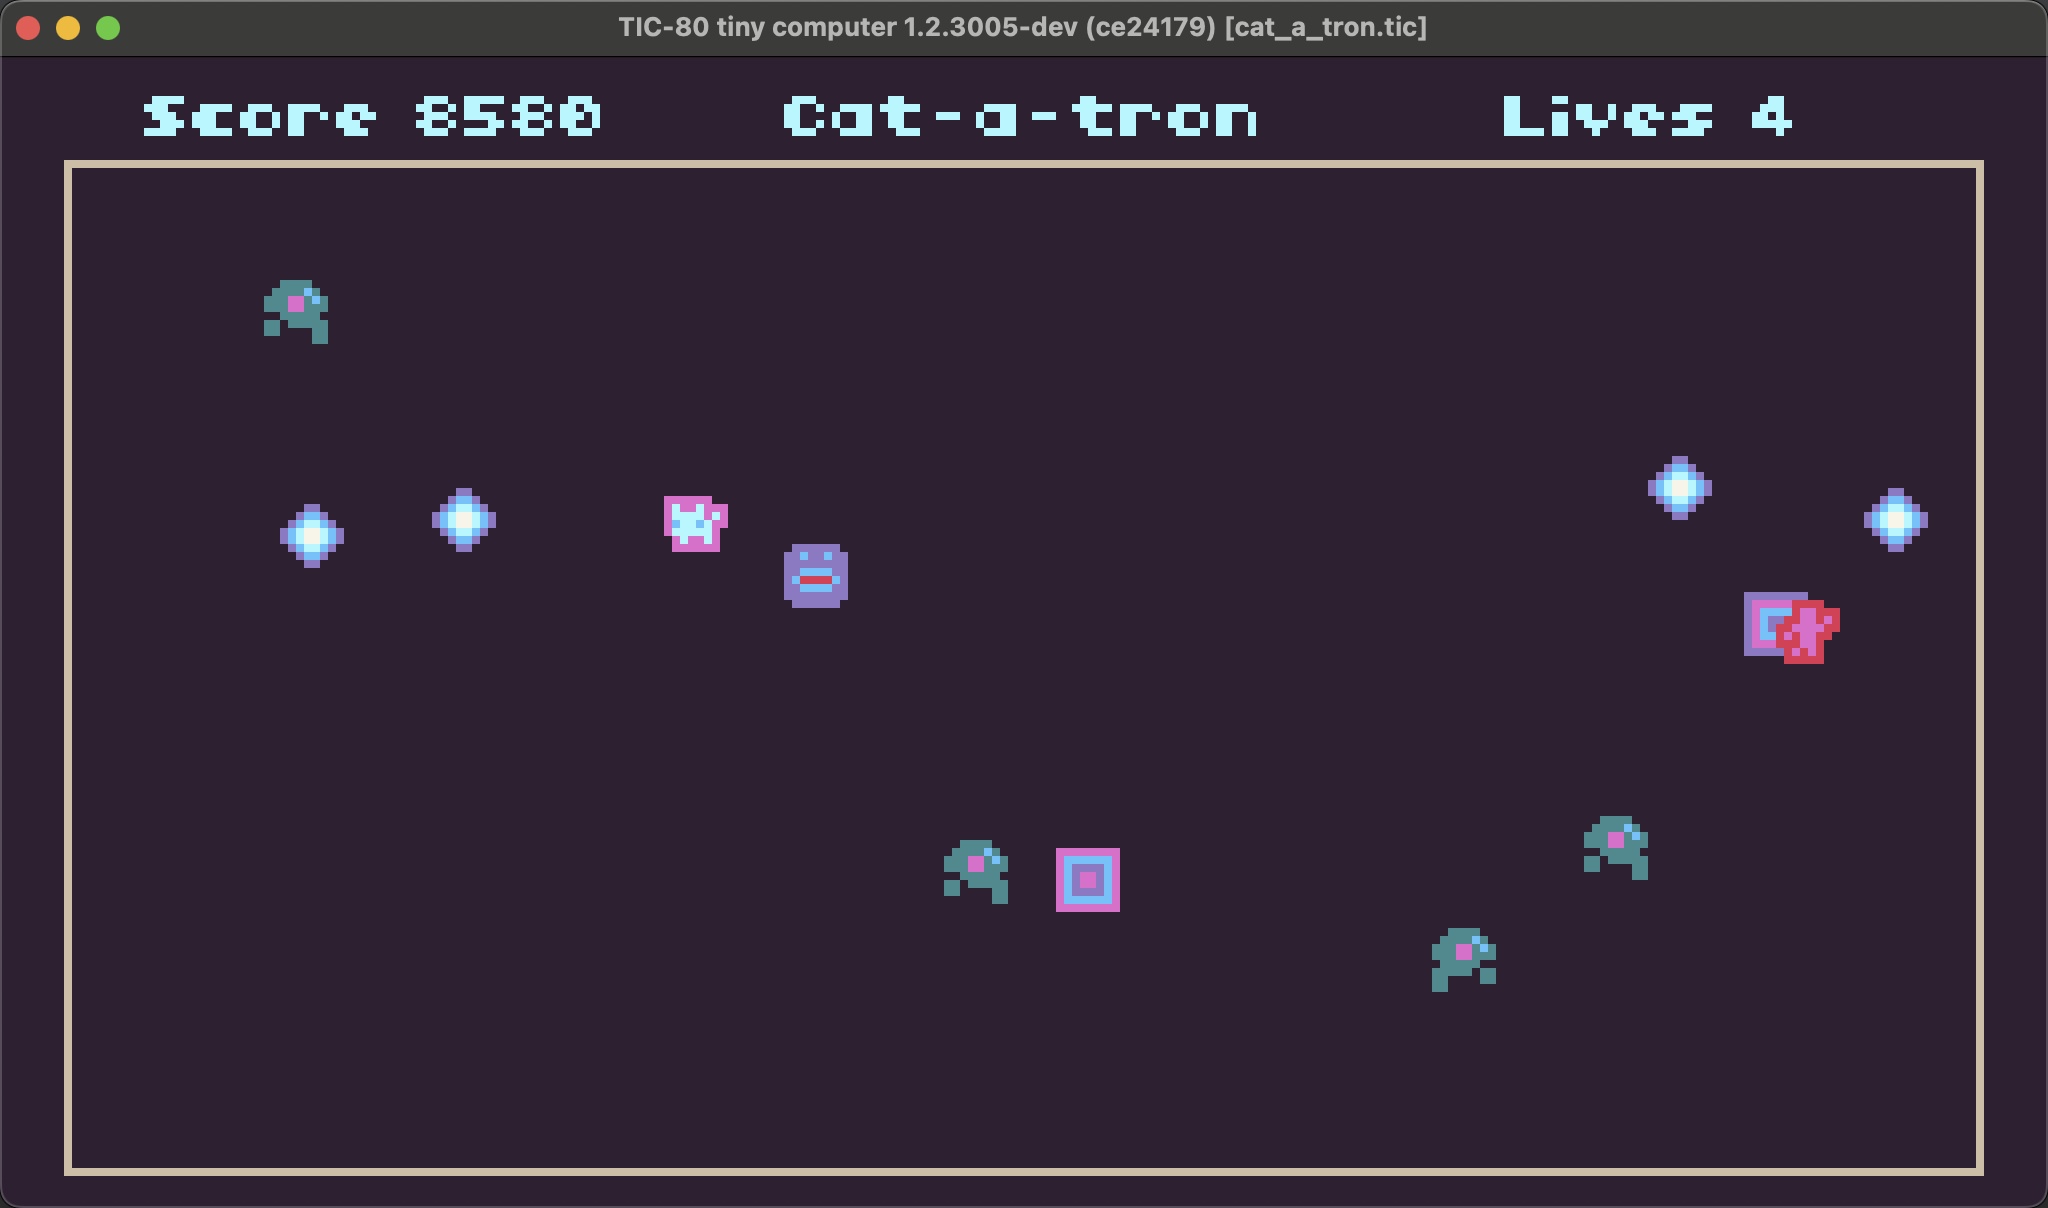 TIC-80 tiny computer 1.2.3005-dev (ce24179) [cat_a_tron.tic]
Score 8580 Cat-a-tron Lives 4